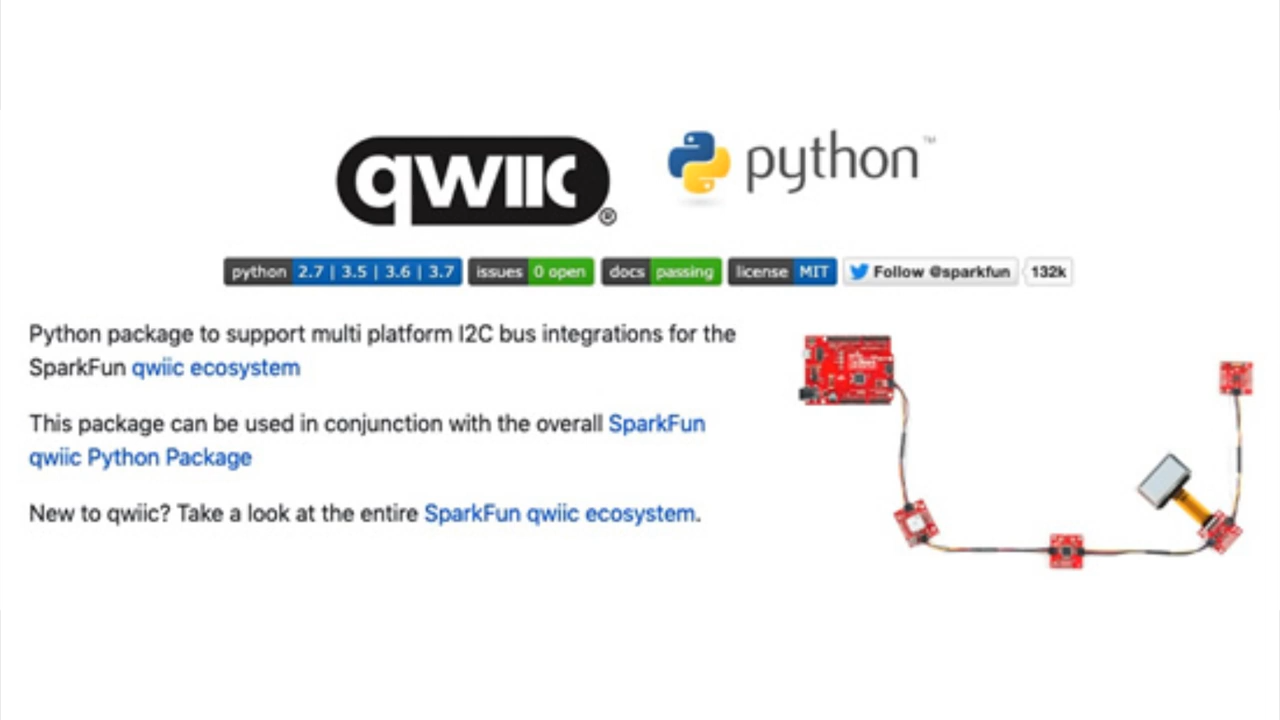 qwiic®
python™
python 2.7 | 3.5 | 3.6 | 3.7 issues 0 open docs passing license MIT Follow @sparkfun 132k
Python package to support multi platform I2C bus integrations for the
SparkFun qwiic ecosystem
This package can be used in conjunction with the overall SparkFun
qwiic Python Package
New to qwiic? Take a look at the entire SparkFun qwiic ecosystem.